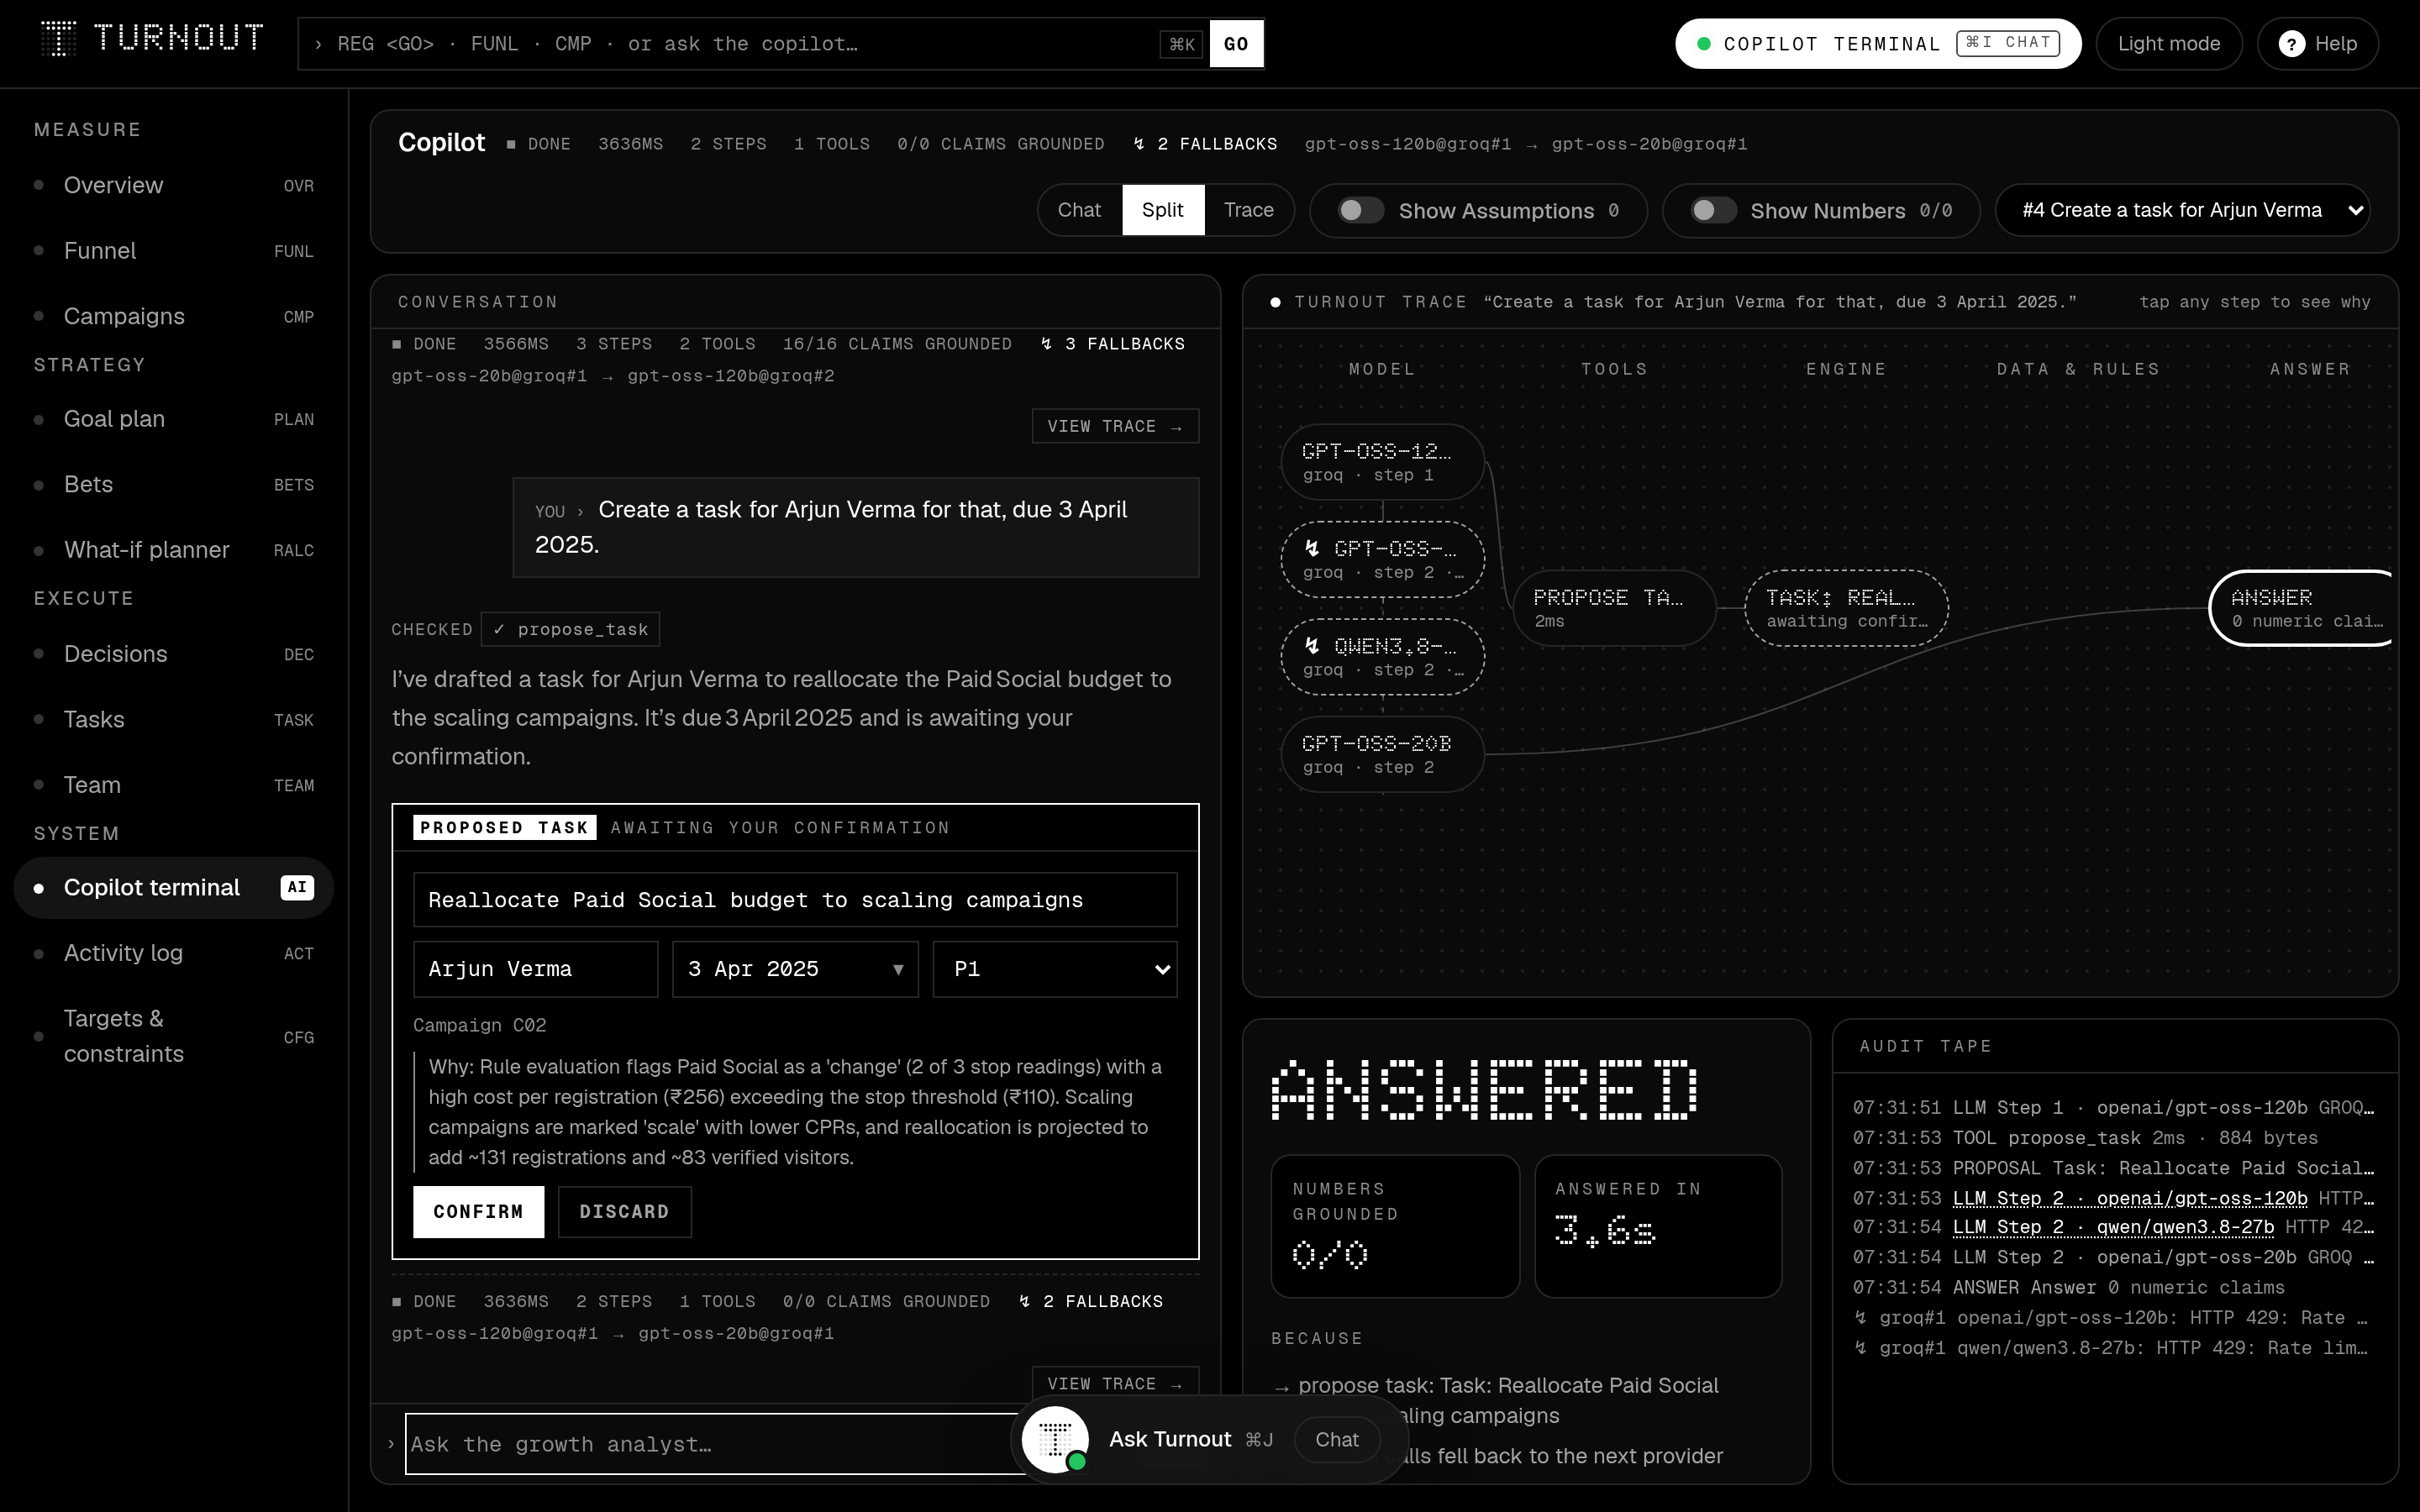 TURNOUT
› REG <GO> · FUNL · CMP · or ask the copilot… ⌘K GO
COPILOT TERMINAL ⌘I CHAT
Light mode
? Help
MEASURE
Overview OVR
Funnel FUNL
Campaigns CMP
STRATEGY
Goal plan PLAN
Bets BETS
What-if planner RALC
EXECUTE
Decisions DEC
Tasks TASK
Team TEAM
SYSTEM
Copilot terminal AI
Activity log ACT
Targets &
constraints CFG
Copilot ■ DONE 3636MS 2 STEPS 1 TOOLS 0/0 CLAIMS GROUNDED ↯ 2 FALLBACKS gpt-oss-120b@groq#1 → gpt-oss-20b@groq#1
Chat Split Trace Show Assumptions 0 Show Numbers 0/0 #4 Create a task for Arjun Verma
CONVERSATION
■ DONE 3566MS 3 STEPS 2 TOOLS 16/16 CLAIMS GROUNDED ↯ 3 FALLBACKS
gpt-oss-20b@groq#1 → gpt-oss-120b@groq#2
VIEW TRACE →
YOU › Create a task for Arjun Verma for that, due 3 April
2025.
CHECKED ✓ propose_task
I’ve drafted a task for Arjun Verma to reallocate the Paid Social budget to
the scaling campaigns. It’s due 3 April 2025 and is awaiting your
confirmation.
PROPOSED TASK AWAITING YOUR CONFIRMATION
Reallocate Paid Social budget to scaling campaigns
Arjun Verma 3 Apr 2025 ▼ P1
Campaign C02
Why: Rule evaluation flags Paid Social as a 'change' (2 of 3 stop readings) with a
high cost per registration (₹256) exceeding the stop threshold (₹110). Scaling
campaigns are marked 'scale' with lower CPRs, and reallocation is projected to
add ~131 registrations and ~83 verified visitors.
CONFIRM DISCARD
■ DONE 3636MS 2 STEPS 1 TOOLS 0/0 CLAIMS GROUNDED ↯ 2 FALLBACKS
gpt-oss-120b@groq#1 → gpt-oss-20b@groq#1
VIEW TRACE →
› Ask the growth analyst…
TURNOUT TRACE “Create a task for Arjun Verma for that, due 3 April 2025.” tap any step to see why
MODEL TOOLS ENGINE DATA & RULES ANSWER
GPT-OSS-12…
groq · step 1
↯ GPT-OSS-…
groq · step 2 ·…
↯ QWEN3.8-…
groq · step 2 ·…
GPT-OSS-20B
groq · step 2
PROPOSE TA…
2ms
TASK: REAL…
awaiting confir…
ANSWER
0 numeric clai…
ANSWERED
NUMBERS
GROUNDED
0/0
ANSWERED IN
3.6s
BECAUSE
→ propose task: Task: Reallocate Paid Social
aling campaigns
alls fell back to the next provider
Ask Turnout ⌘J Chat
AUDIT TAPE
07:31:51 LLM Step 1 · openai/gpt-oss-120b GROQ…
07:31:53 TOOL propose_task 2ms · 884 bytes
07:31:53 PROPOSAL Task: Reallocate Paid Social…
07:31:53 LLM Step 2 · openai/gpt-oss-120b HTTP…
07:31:54 LLM Step 2 · qwen/qwen3.8-27b HTTP 42…
07:31:54 LLM Step 2 · openai/gpt-oss-20b GROQ …
07:31:54 ANSWER Answer 0 numeric claims
↯ groq#1 openai/gpt-oss-120b: HTTP 429: Rate …
↯ groq#1 qwen/qwen3.8-27b: HTTP 429: Rate lim…